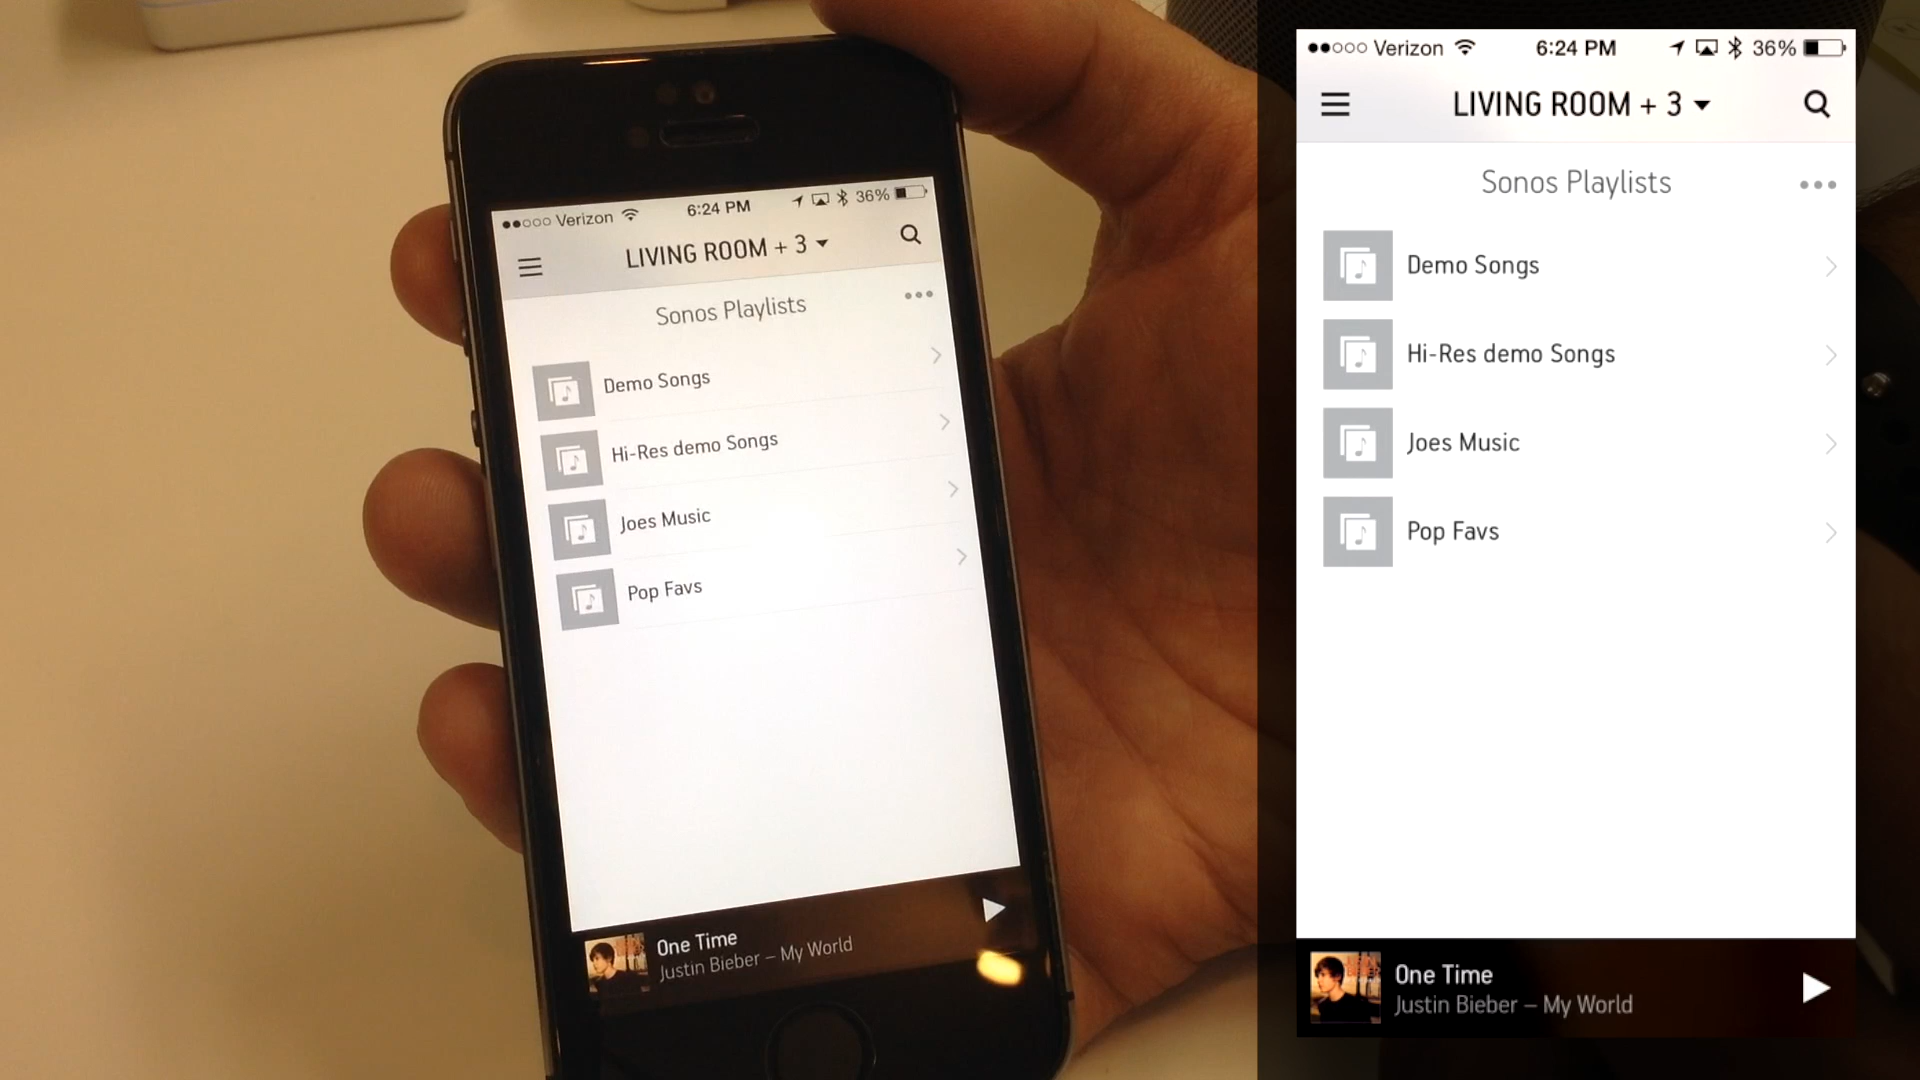 Verizon 6:24 PM 36%
LIVING ROOM + 3
Sonos Playlists
Demo Songs
Hi-Res demo Songs
Joes Music
Pop Favs
One Time
Justin Bieber – My World
Verizon 6:24 PM 36%
LIVING ROOM + 3
Sonos Playlists
Demo Songs
Hi-Res demo Songs
Joes Music
Pop Favs
One Time
Justin Bieber – My World